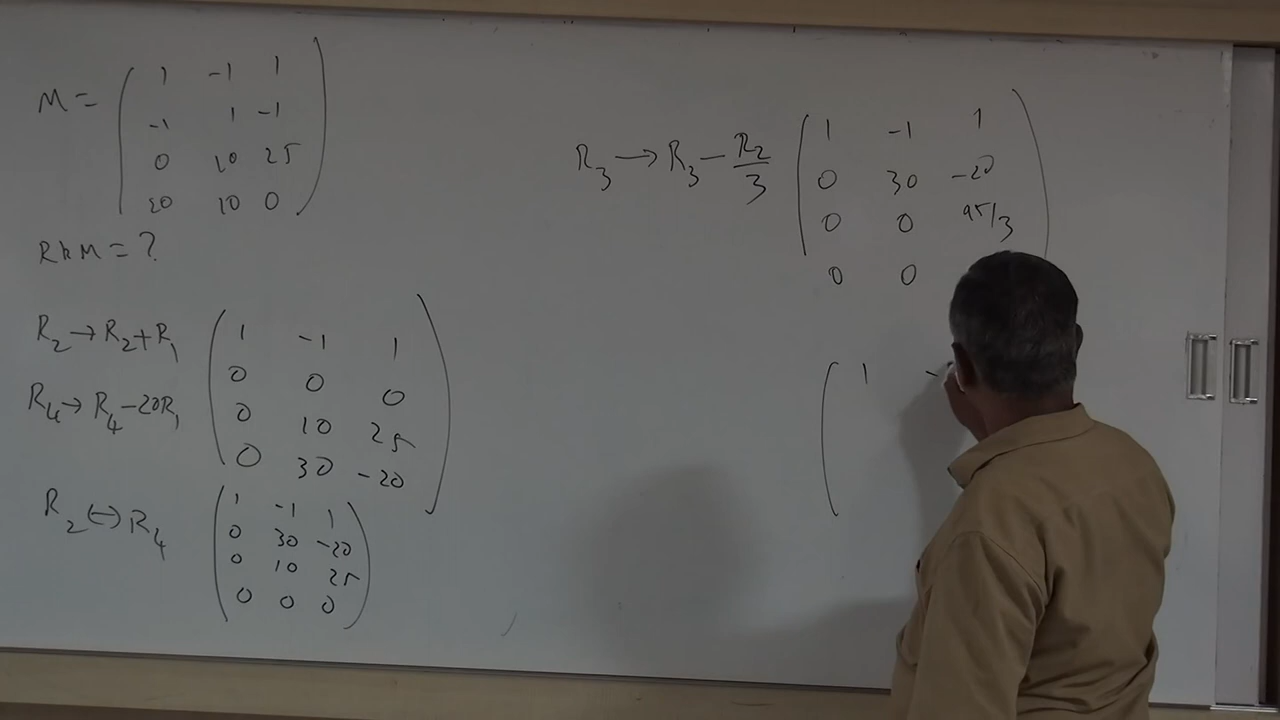 M = ( 1 -1 1
-1 1 -1
0 10 25
20 10 0 )
RkM = ?
R₂ → R₂ + R₁
R₄ → R₄ - 20R₁
( 1 -1 1
0 0 0
0 10 25
0 30 -20 )
R₂ ↔ R₄
( 1 -1 1
0 30 -20
0 10 25
0 0 0 )
R₃ → R₃ - R₂/3
( 1 -1 1
0 30 -20
0 0 95/3
0 0 )
( 1 -